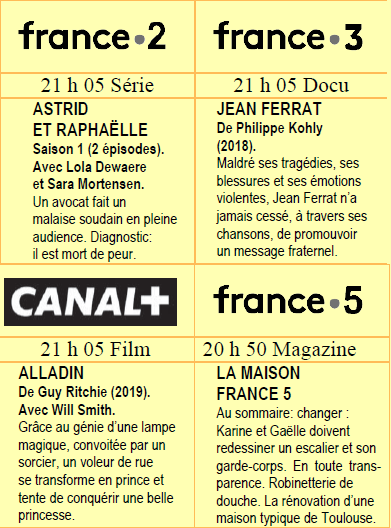 france•2
21 h 05 Série
ASTRID
ET RAPHAËLLE
Saison 1 (2 épisodes).
Avec Lola Dewaere
et Sara Mortensen.
Un avocat fait un
malaise soudain en pleine
audience. Diagnostic:
il est mort de peur.
france•3
21 h 05 Docu
JEAN FERRAT
De Philippe Kohly
(2018).
Maldré ses tragédies, ses
blessures et ses émotions
violentes, Jean Ferrat n’a
jamais cessé, à travers ses
chansons, de promouvoir
un message fraternel.
CANAL+
21 h 05 Film
ALLADIN
De Guy Ritchie (2019).
Avec Will Smith.
Grâce au génie d’une lampe
magique, convoitée par un
sorcier, un voleur de rue
se transforme en prince et
tente de conquérir une belle
princesse.
france•5
20 h 50 Magazine
LA MAISON
FRANCE 5
Au sommaire: changer :
Karine et Gaëlle doivent
redessiner un escalier et son
garde-corps. En toute trans-
parence. Robinetterie de
douche. La rénovation d’une
maison typique de Toulouse.